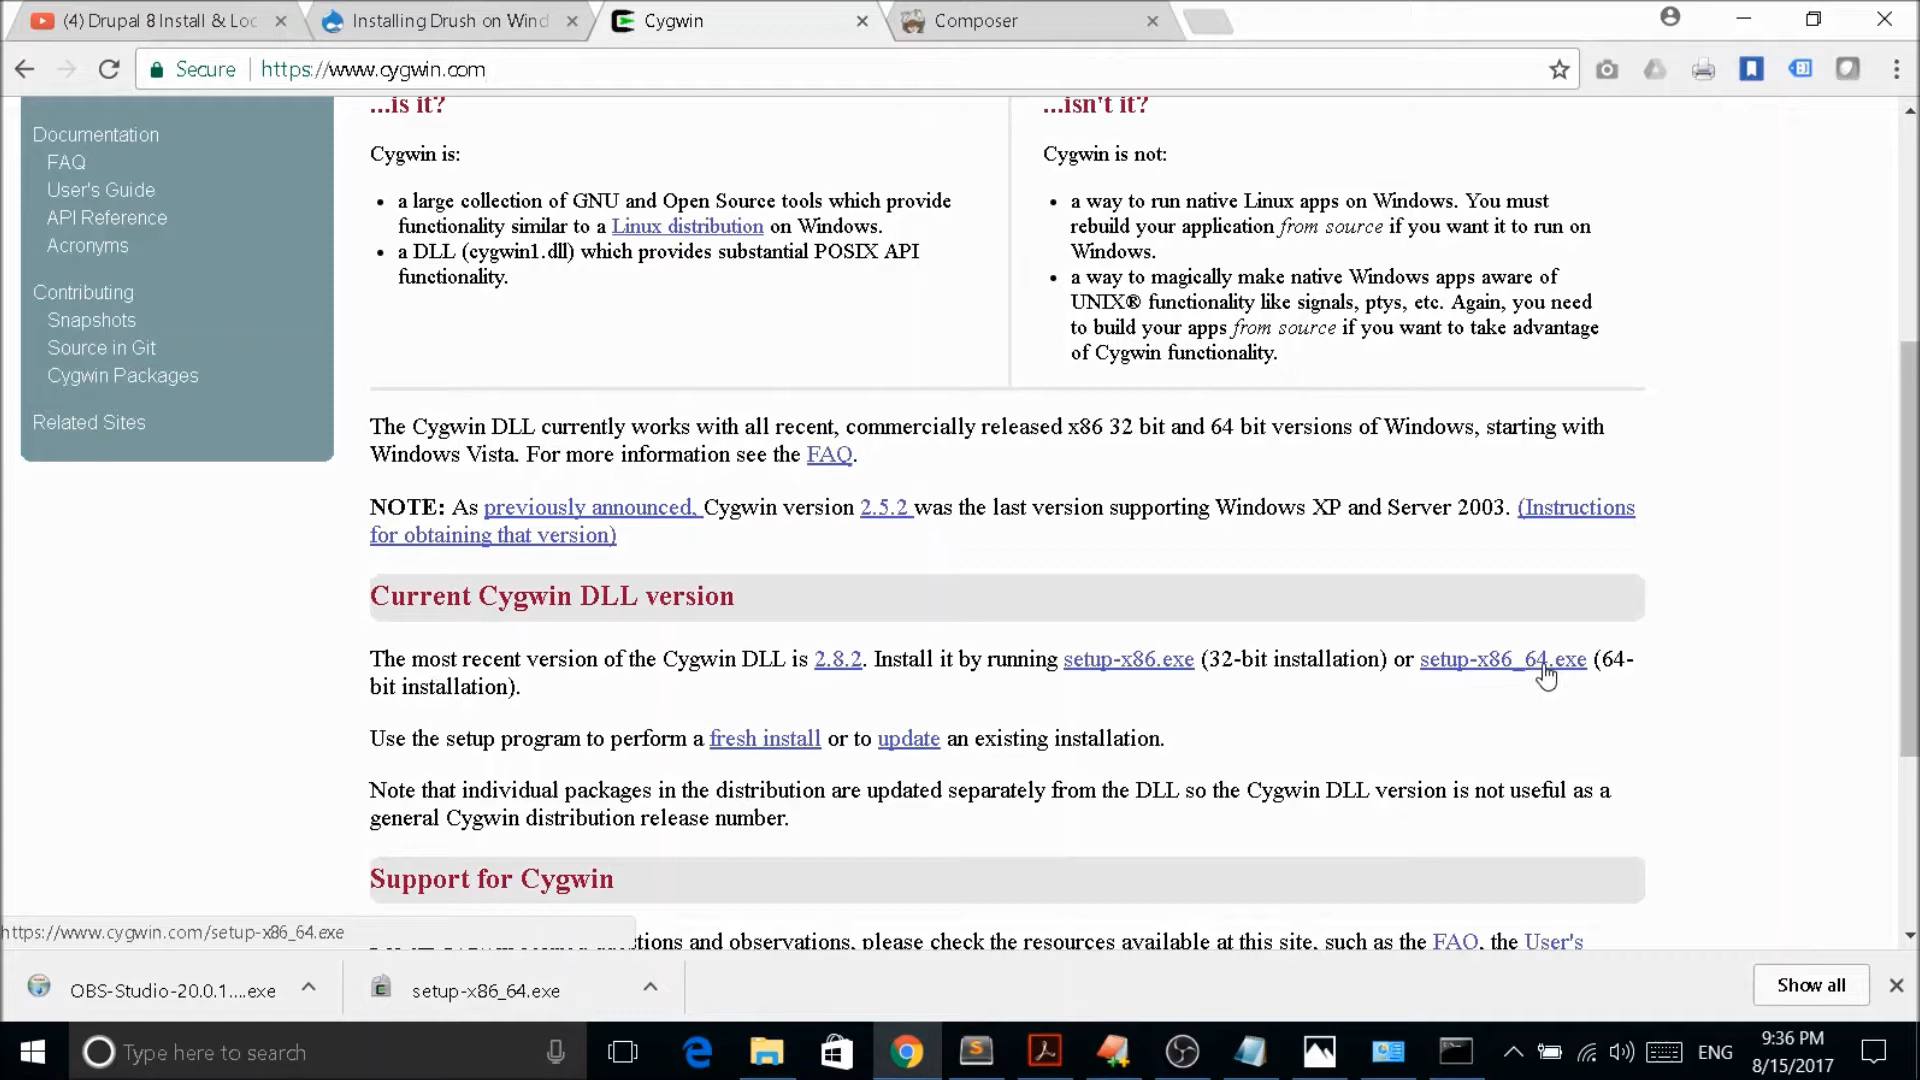 (4) Drupal 8 Install & Loc
Installing Drush on Wind
Cygwin
Composer
Secure
https://www.cygwin.com
Documentation
FAQ
User's Guide
API Reference
Acronyms
Contributing
Snapshots
Source in Git
Cygwin Packages
Related Sites
...is it?
Cygwin is:
• a large collection of GNU and Open Source tools which provide
functionality similar to a Linux distribution on Windows.
• a DLL (cygwin1.dll) which provides substantial POSIX API
functionality.
...isn't it?
Cygwin is not:
• a way to run native Linux apps on Windows. You must
rebuild your application from source if you want it to run on
Windows.
• a way to magically make native Windows apps aware of
UNIX® functionality like signals, ptys, etc. Again, you need
to build your apps from source if you want to take advantage
of Cygwin functionality.
The Cygwin DLL currently works with all recent, commercially released x86 32 bit and 64 bit versions of Windows, starting with
Windows Vista. For more information see the FAQ.
NOTE: As previously announced, Cygwin version 2.5.2 was the last version supporting Windows XP and Server 2003. (Instructions
for obtaining that version)
Current Cygwin DLL version
The most recent version of the Cygwin DLL is 2.8.2. Install it by running setup-x86.exe (32-bit installation) or setup-x86_64.exe (64-
bit installation).
Use the setup program to perform a fresh install or to update an existing installation.
Note that individual packages in the distribution are updated separately from the DLL so the Cygwin DLL version is not useful as a
general Cygwin distribution release number.
Support for Cygwin
https://www.cygwin.com/setup-x86_64.exe
and observations, please check the resources available at this site, such as the FAQ, the User's
OBS-Studio-20.0.1....exe
setup-x86_64.exe
Show all
Type here to search
ENG
9:36 PM
8/15/2017